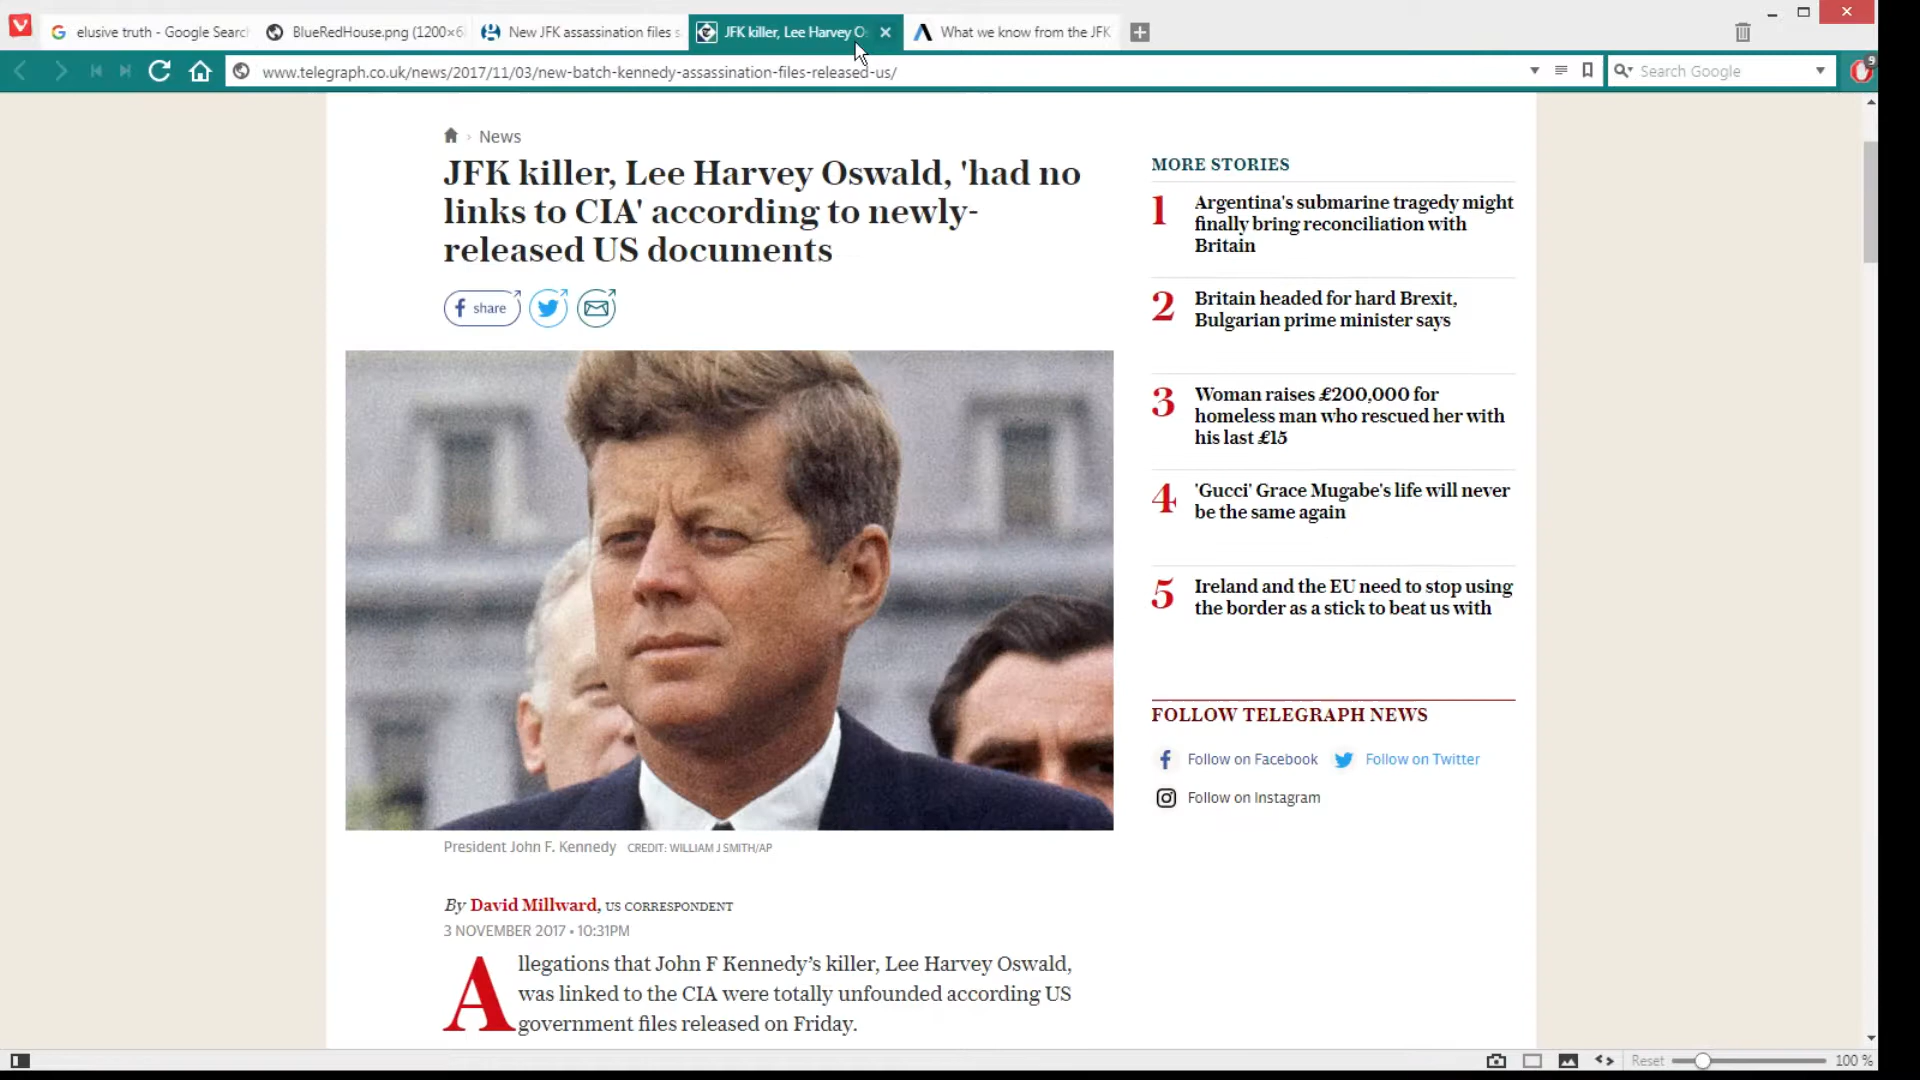 elusive truth - Google Searc
BlueRedHouse.png (1200×6
New JFK assassination files s
JFK killer, Lee Harvey O
What we know from the JFK
www.telegraph.co.uk/news/2017/11/03/new-batch-kennedy-assassination-files-released-us/
Search Google
9
News
JFK killer, Lee Harvey Oswald, 'had no
links to CIA' according to newly-
released US documents
share
President John F. Kennedy CREDIT: WILLIAM J SMITH/AP
By David Millward, US CORRESPONDENT
3 NOVEMBER 2017 • 10:31PM
Allegations that John F Kennedy’s killer, Lee Harvey Oswald,
was linked to the CIA were totally unfounded according US
government files released on Friday.
MORE STORIES
1 Argentina's submarine tragedy might
finally bring reconciliation with
Britain
2 Britain headed for hard Brexit,
Bulgarian prime minister says
3 Woman raises £200,000 for
homeless man who rescued her with
his last £15
4 'Gucci' Grace Mugabe's life will never
be the same again
5 Ireland and the EU need to stop using
the border as a stick to beat us with
FOLLOW TELEGRAPH NEWS
Follow on Facebook
Follow on Twitter
Follow on Instagram
Reset
100 %